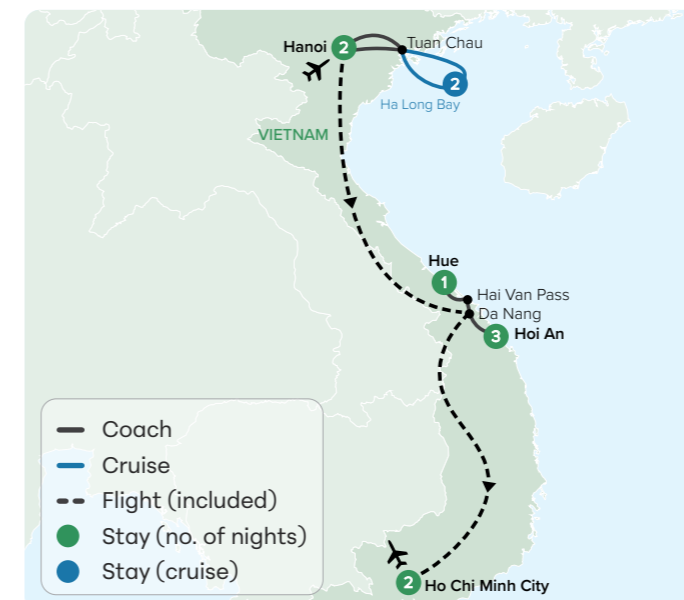 Hanoi 2 Tuan Chau
2
Ha Long Bay
VIETNAM
Hue
1
Hai Van Pass
Da Nang
3 Hoi An
Coach
Cruise
Flight (included)
Stay (no. of nights)
Stay (cruise)
2 Ho Chi Minh City